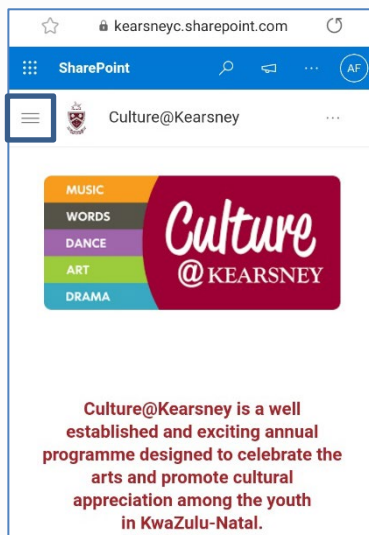 kearsneyc.sharepoint.com
SharePoint
AF
Culture@Kearsney
MUSIC
WORDS
DANCE
ART
DRAMA
Culture
@ KEARSNEY
Culture@Kearsney is a well
established and exciting annual
programme designed to celebrate the
arts and promote cultural
appreciation among the youth
in KwaZulu-Natal.